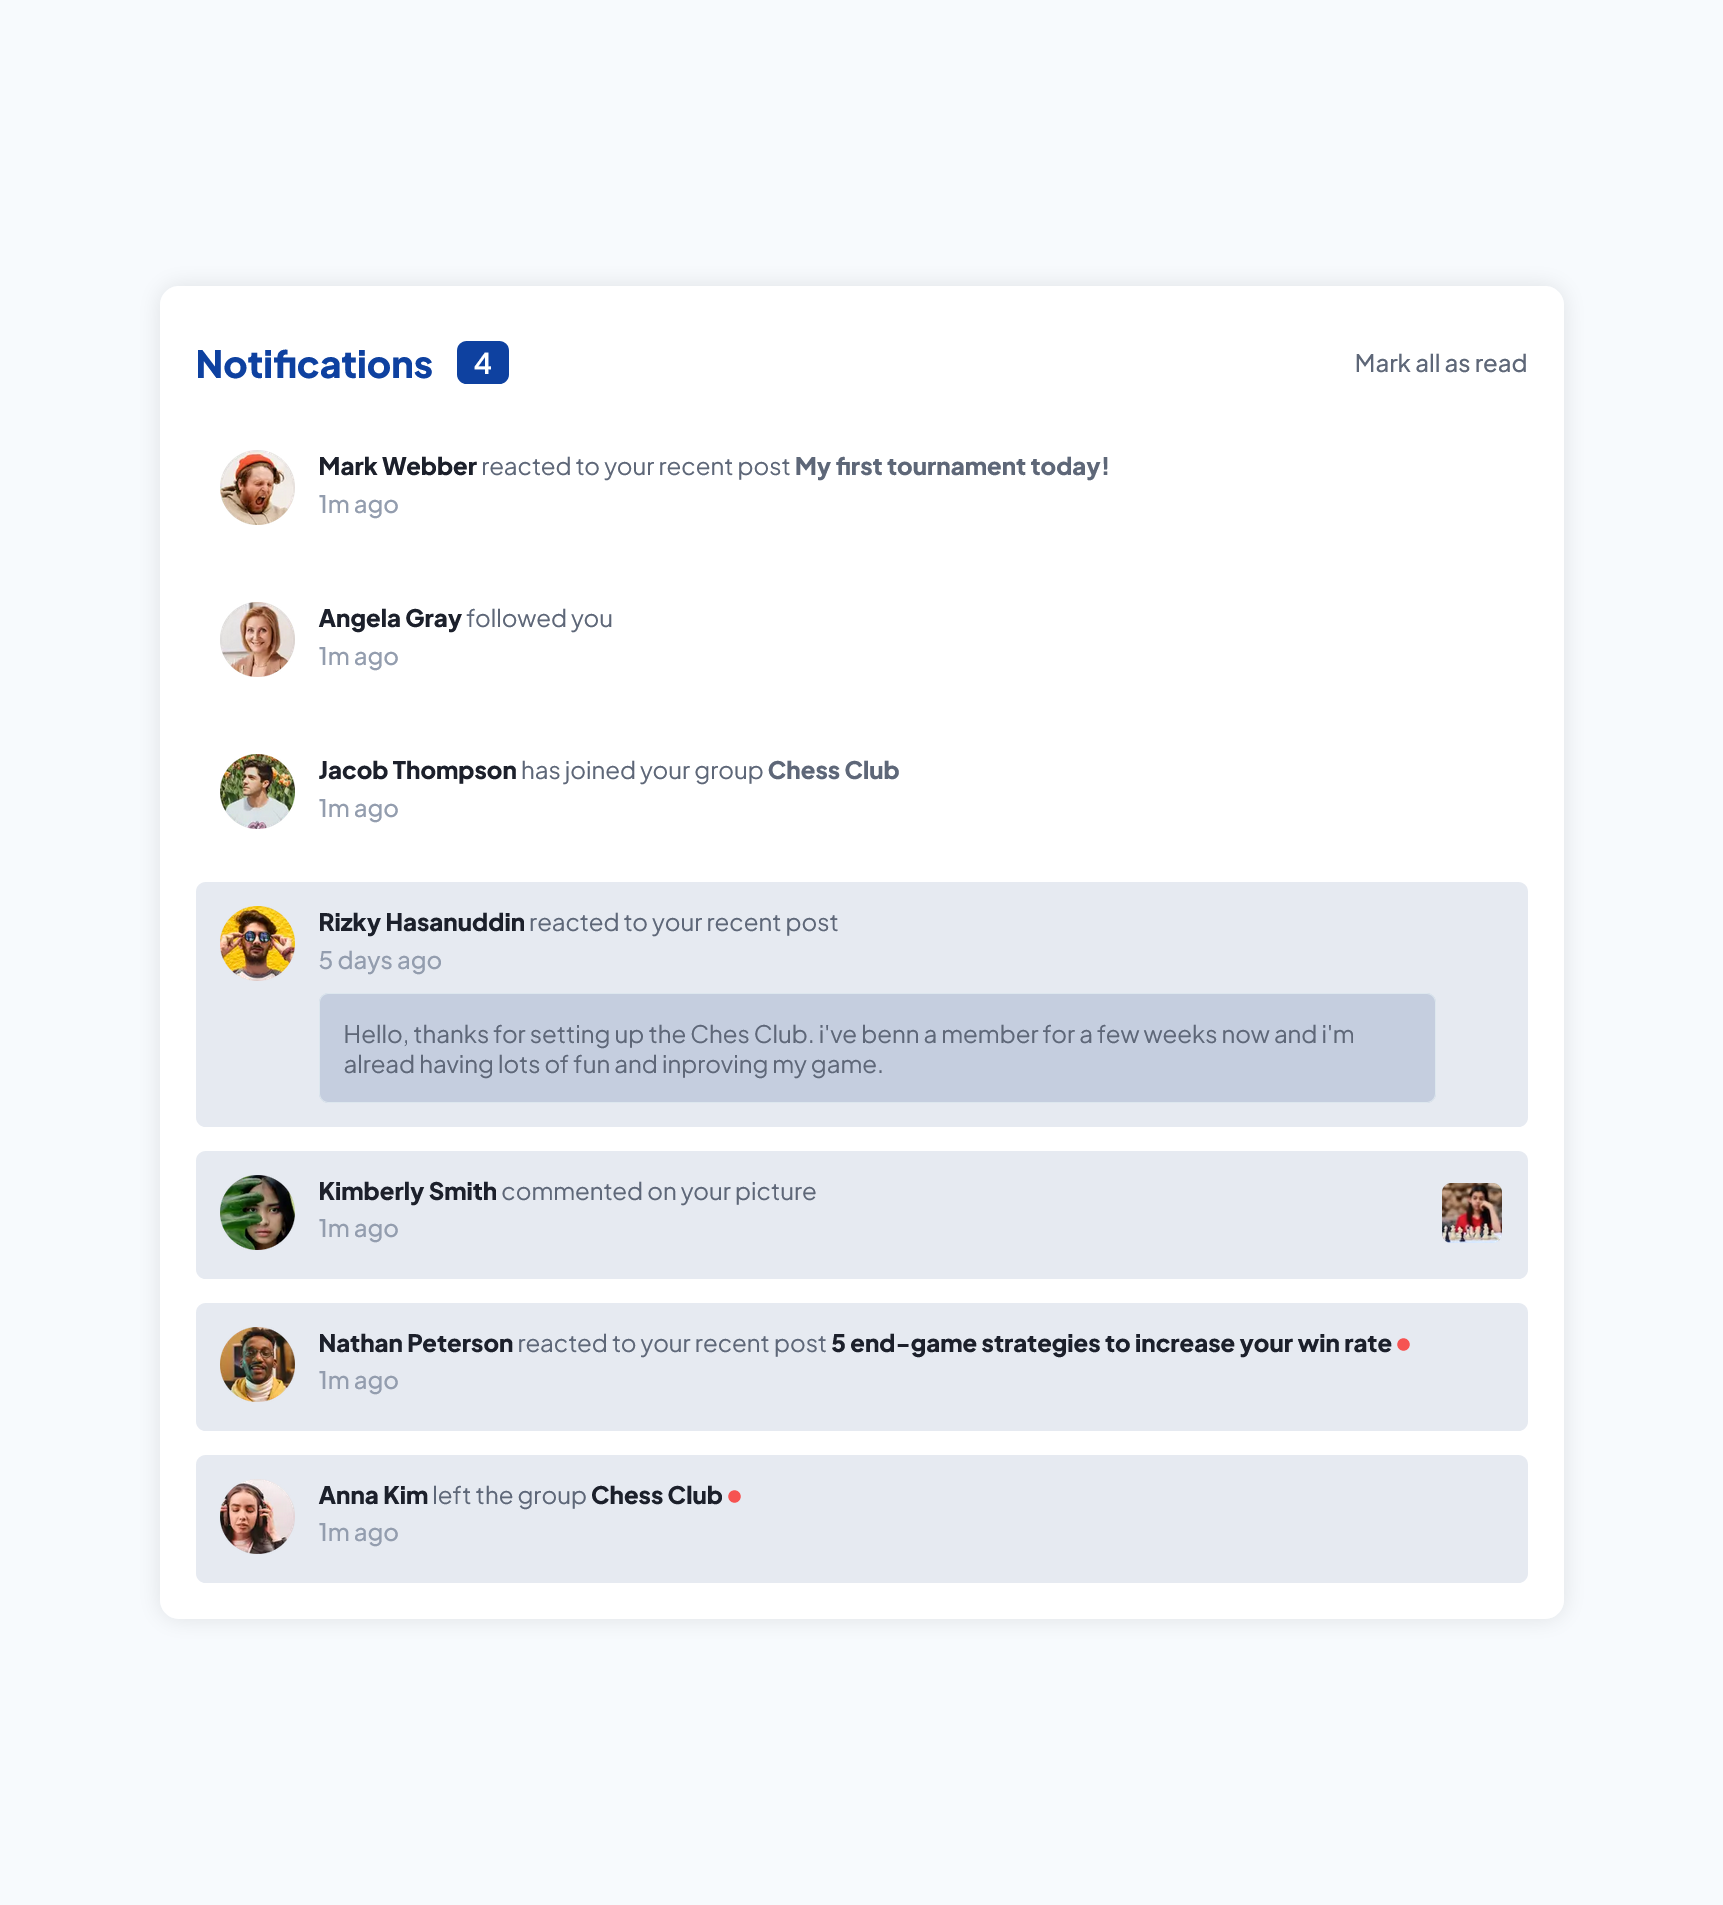 Notifications 4 Mark all as read
Mark Webber reacted to your recent post My first tournament today!
1m ago
Angela Gray followed you
1m ago
Jacob Thompson has joined your group Chess Club
1m ago
Rizky Hasanuddin reacted to your recent post
5 days ago
Hello, thanks for setting up the Ches Club. i've benn a member for a few weeks now and i'm
alread having lots of fun and inproving my game.
Kimberly Smith commented on your picture
1m ago
Nathan Peterson reacted to your recent post 5 end-game strategies to increase your win rate
1m ago
Anna Kim left the group Chess Club
1m ago